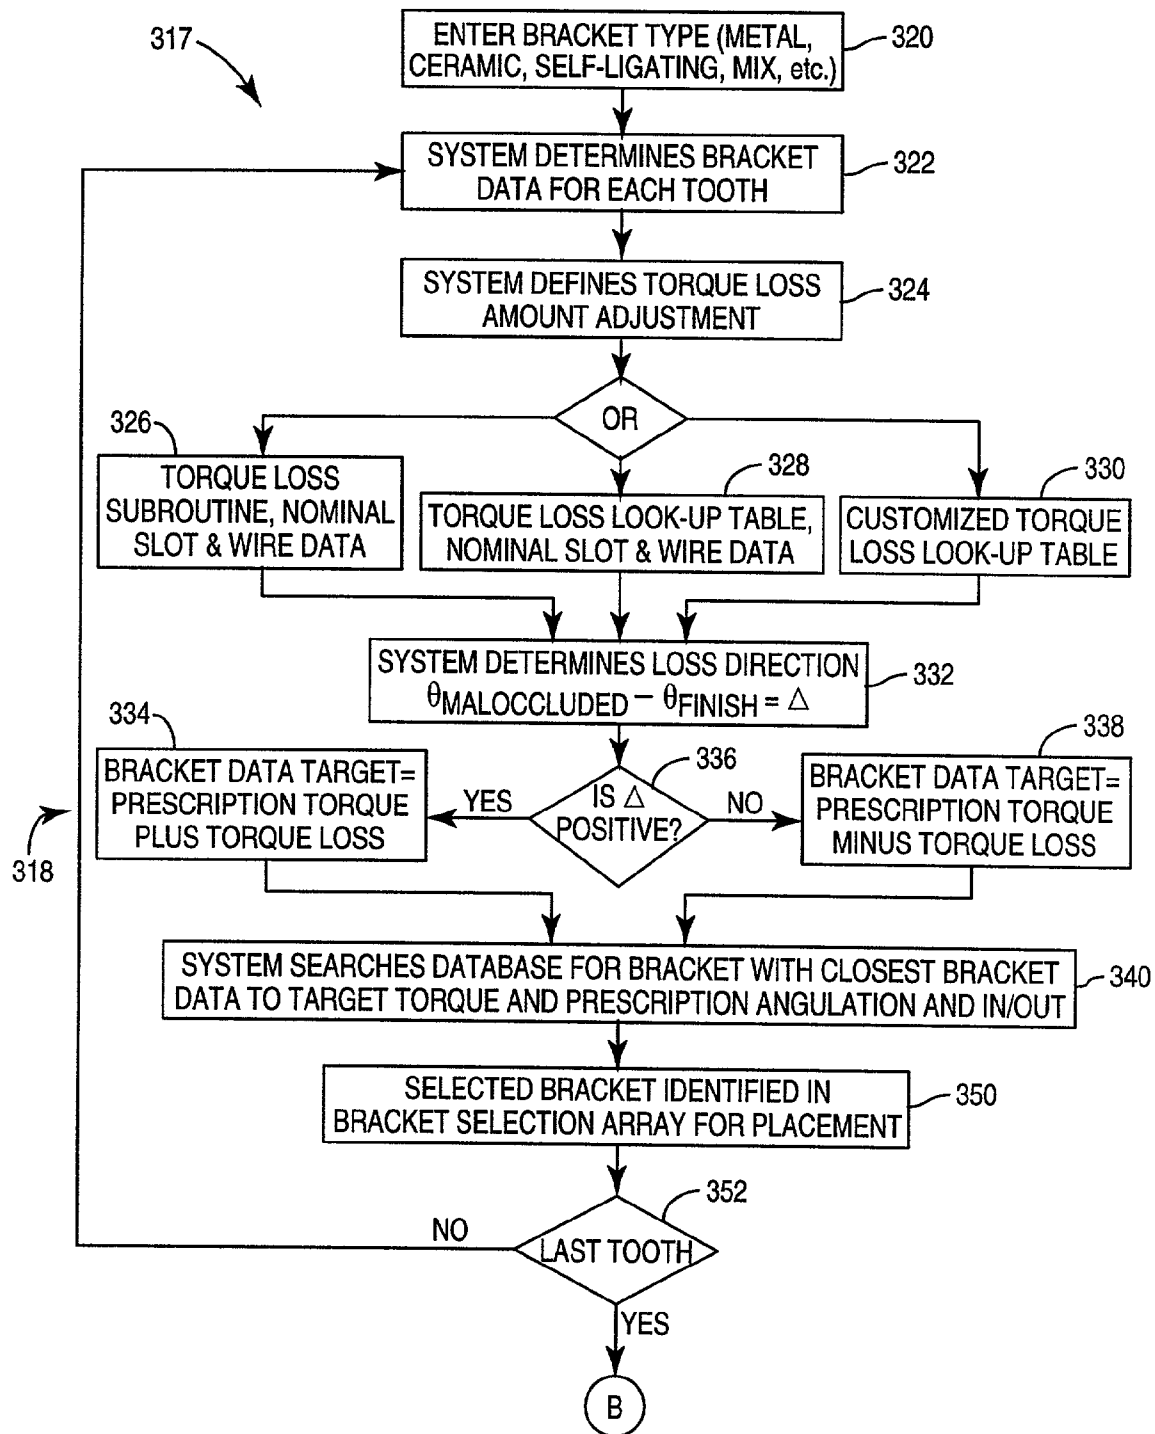 317
ENTER BRACKET TYPE (METAL,
CERAMIC, SELF-LIGATING, MIX, etc.)
320
SYSTEM DETERMINES BRACKET
DATA FOR EACH TOOTH
322
SYSTEM DEFINES TORQUE LOSS
AMOUNT ADJUSTMENT
324
OR
326
TORQUE LOSS
SUBROUTINE, NOMINAL
SLOT & WIRE DATA
328
TORQUE LOSS LOOK-UP TABLE,
NOMINAL SLOT & WIRE DATA
330
CUSTOMIZED TORQUE
LOSS LOOK-UP TABLE
SYSTEM DETERMINES LOSS DIRECTION
θMALOCCLUDED – θFINISH = Δ
332
334
BRACKET DATA TARGET=
PRESCRIPTION TORQUE
PLUS TORQUE LOSS
YES
336
IS Δ
POSITIVE?
NO
338
BRACKET DATA TARGET=
PRESCRIPTION TORQUE
MINUS TORQUE LOSS
318
SYSTEM SEARCHES DATABASE FOR BRACKET WITH CLOSEST BRACKET
DATA TO TARGET TORQUE AND PRESCRIPTION ANGULATION AND IN/OUT
340
SELECTED BRACKET IDENTIFIED IN
BRACKET SELECTION ARRAY FOR PLACEMENT
350
352
NO
LAST TOOTH
YES
B